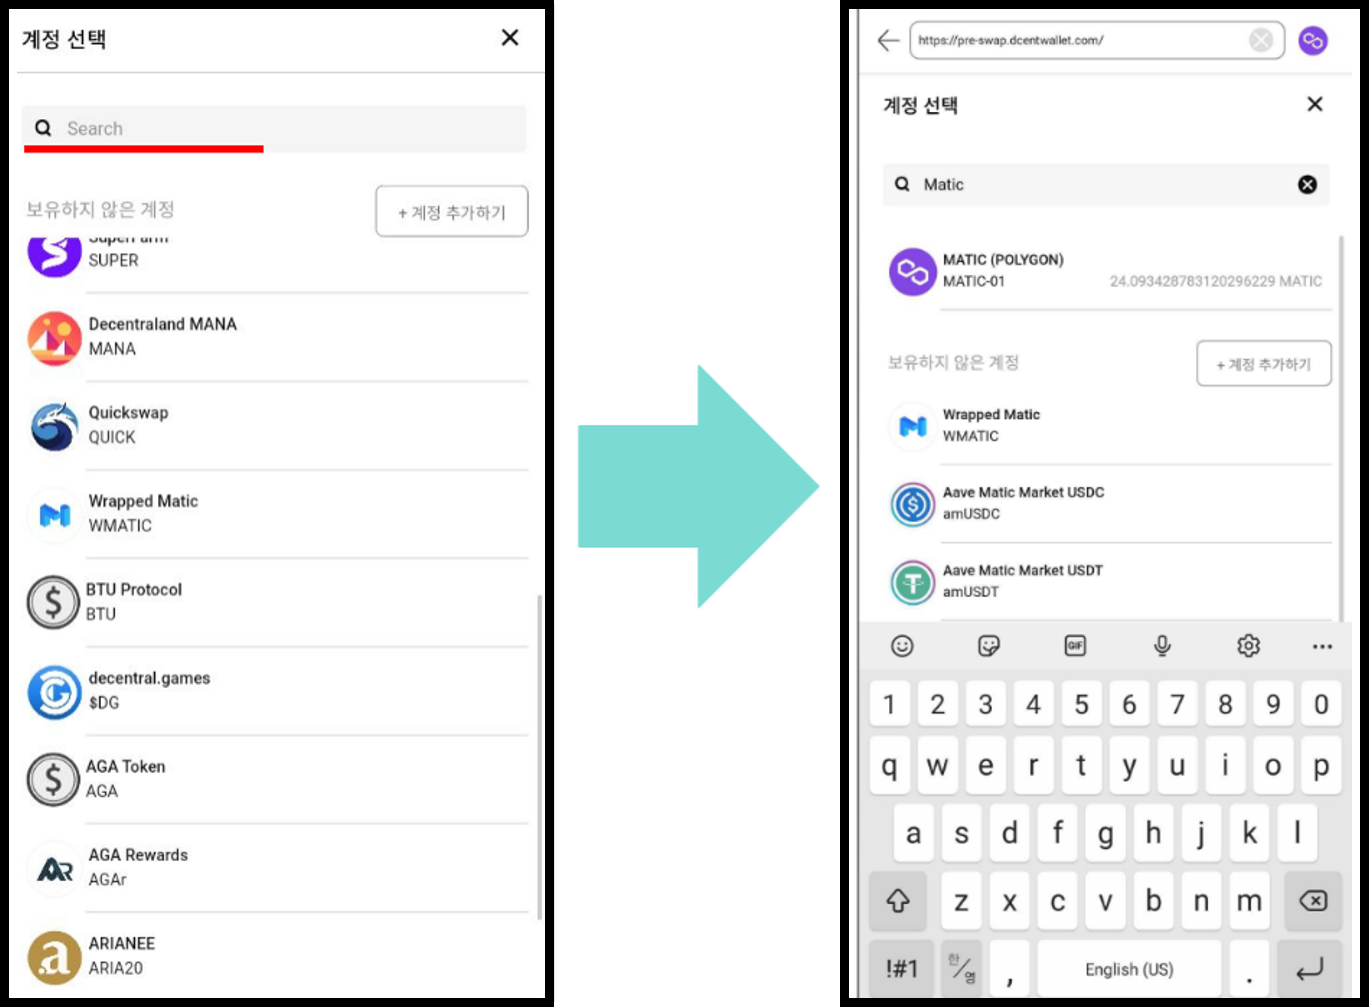 계정 선택
Search
보유하지 않은 계정
+ 계정 추가하기
SuperFarm
SUPER
Decentraland MANA
MANA
Quickswap
QUICK
Wrapped Matic
WMATIC
BTU Protocol
BTU
decentral.games
$DG
AGA Token
AGA
AGA Rewards
AGAr
ARIANEE
ARIA20
https://pre-swap.dcentwallet.com/
계정 선택
Matic
MATIC (POLYGON)
MATIC-01 24.093428783120296229 MATIC
보유하지 않은 계정
+ 계정 추가하기
Wrapped Matic
WMATIC
Aave Matic Market USDC
amUSDC
Aave Matic Market USDT
amUSDT
GIF
1 2 3 4 5 6 7 8 9 0
q w e r t y u i o p
a s d f g h j k l
z x c v b n m
!#1 한/영 , English (US) .